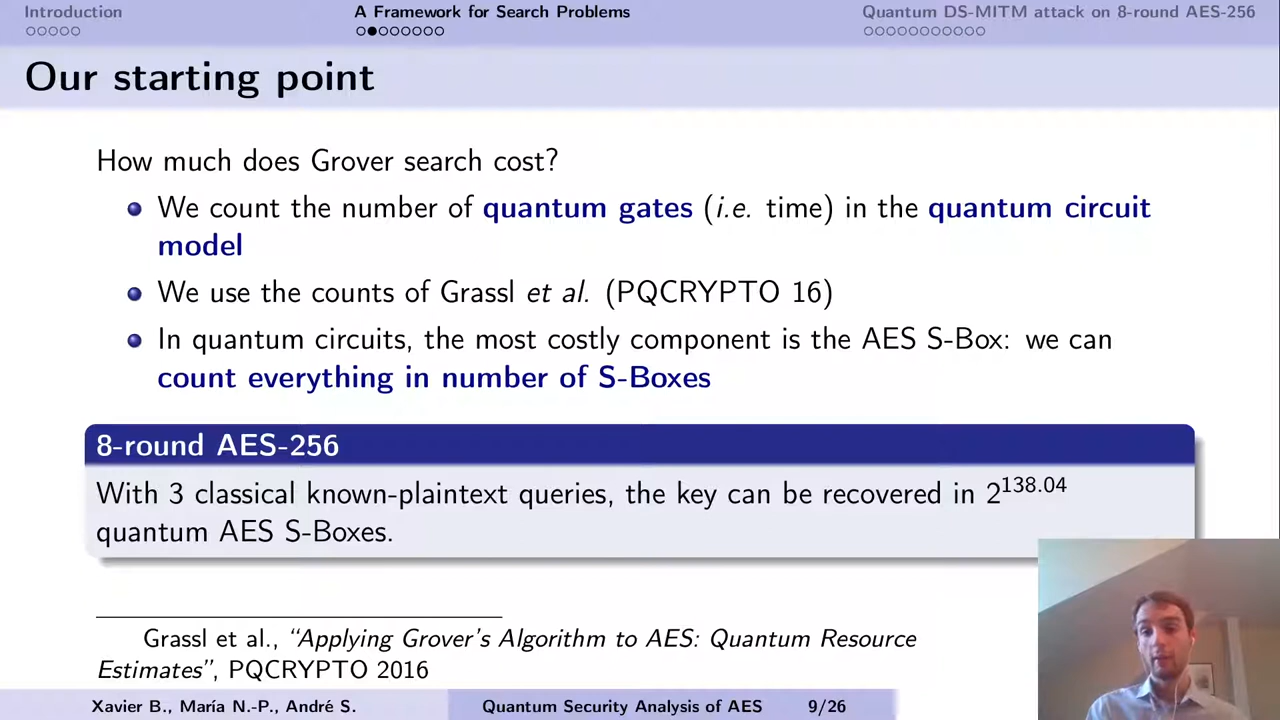 Introduction
A Framework for Search Problems
Quantum DS-MITM attack on 8-round AES-256
Our starting point
How much does Grover search cost?
We count the number of quantum gates (i.e. time) in the quantum circuit
model
We use the counts of Grassl et al. (PQCRYPTO 16)
In quantum circuits, the most costly component is the AES S-Box: we can
count everything in number of S-Boxes
8-round AES-256
With 3 classical known-plaintext queries, the key can be recovered in 2^138.04
quantum AES S-Boxes.
Grassl et al., “Applying Grover’s Algorithm to AES: Quantum Resource
Estimates”, PQCRYPTO 2016
Xavier B., María N.-P., André S.
Quantum Security Analysis of AES
9/26